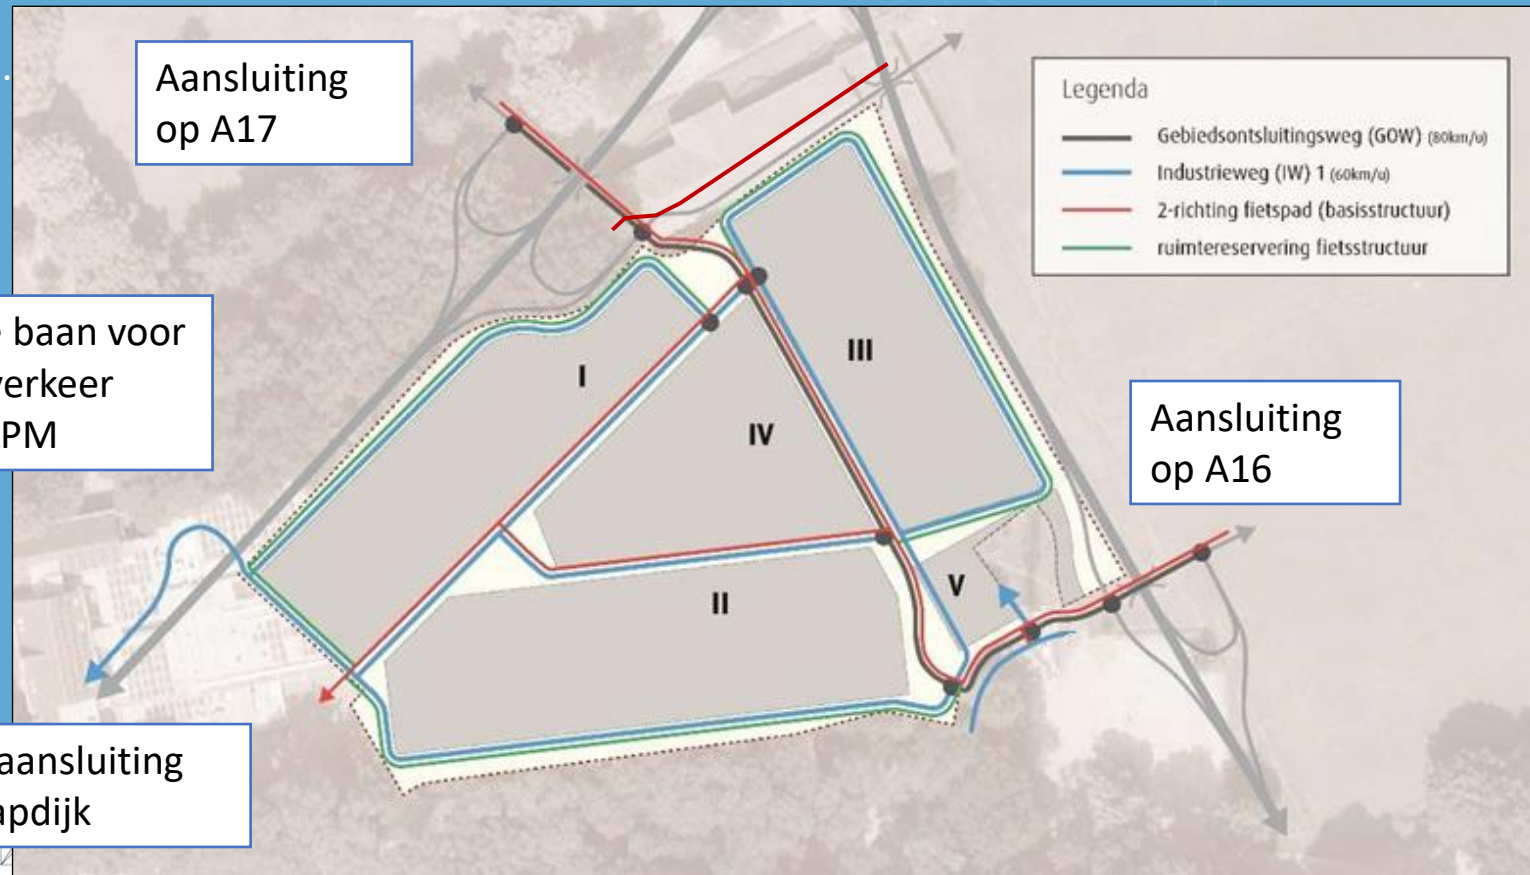 Aansluiting
op A17
Legenda
Gebiedsontsluitingsweg (GOW) (80km/u)
Industrieweg (IW) 1 (60km/u)
2-richting fietspad (basisstructuur)
ruimtereservering fietsstructuur
baan voor
verkeer
PM
I
III
IV
II
V
Aansluiting
op A16
aansluiting
apdijk